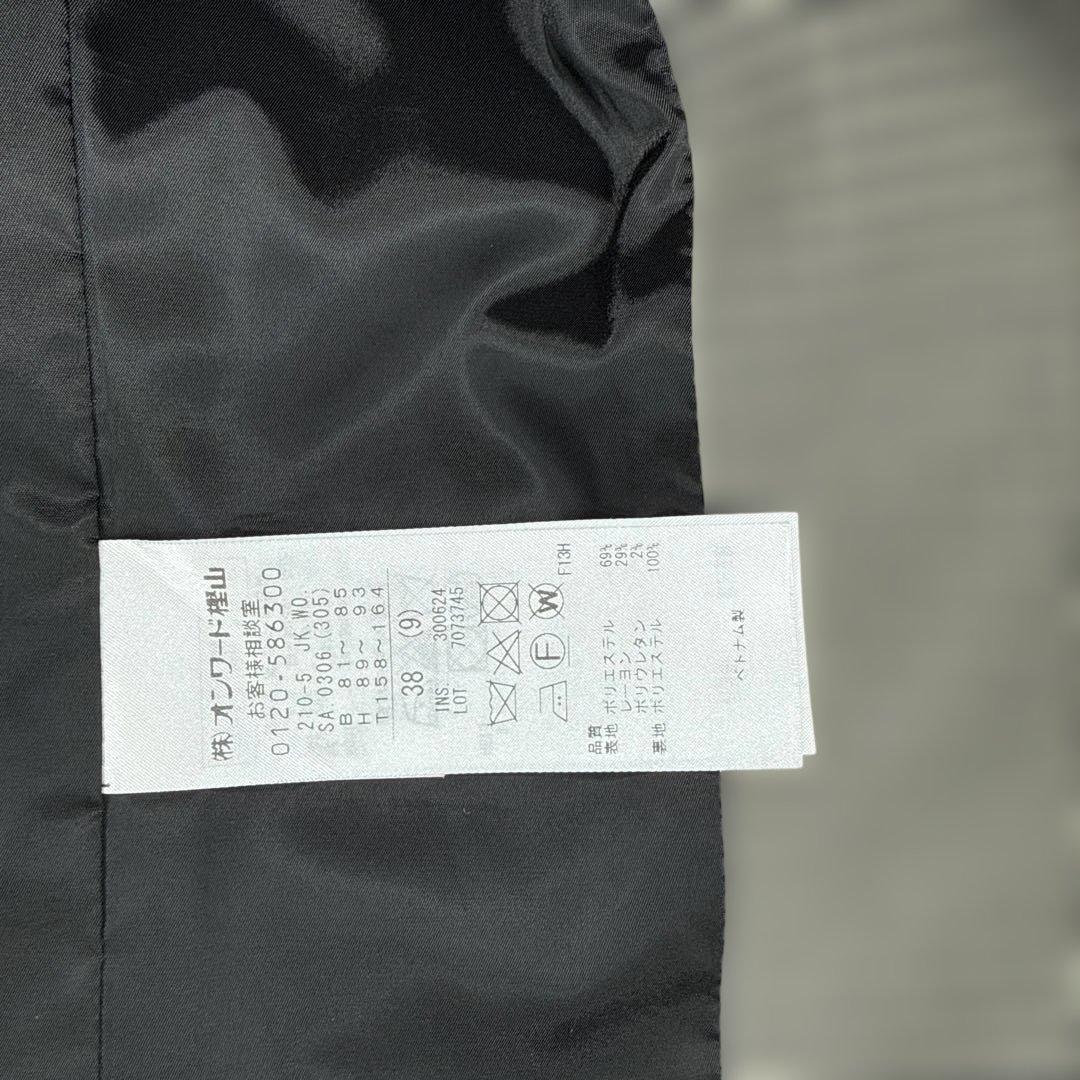 (株)オンワード樫山
お客様相談室
0120-586300
210-5 JK,WO.
SA 0306 (305)
B 81~ 85
H 89~ 93
T158~164
38 (9)
INS 300624
LOT 7073745
W
F
F13H
品質
表地 ポリエステル 69%
レーヨン 29%
ポリウレタン 2%
裏地 ポリエステル 100%
ベトナム製